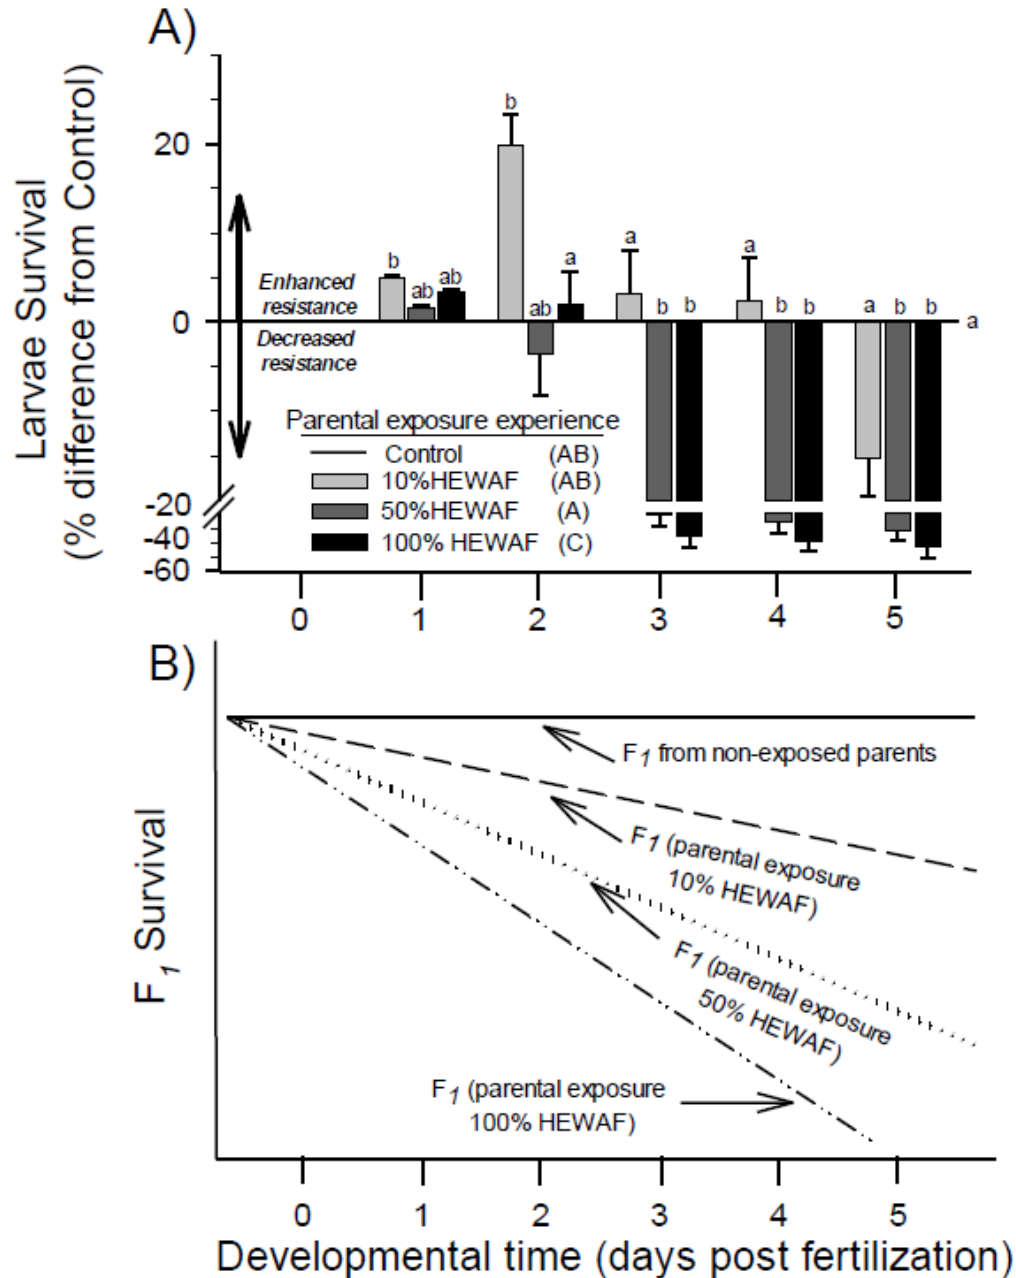 A)
Larvae Survival
(% difference from Control)
20
0
-20
-40
-60
Enhanced
resistance
Decreased
resistance
b
ab
ab
b
ab
a
a
b
b
a
b
b
a
b
b
a
Parental exposure experience
Control (AB)
10%HEWAF (AB)
50%HEWAF (A)
100% HEWAF (C)
0 1 2 3 4 5
B)
F1 Survival
F1 from non-exposed parents
F1 (parental exposure
10% HEWAF)
F1 (parental exposure
50% HEWAF)
F1 (parental exposure
100% HEWAF)
0 1 2 3 4 5
Developmental time (days post fertilization)